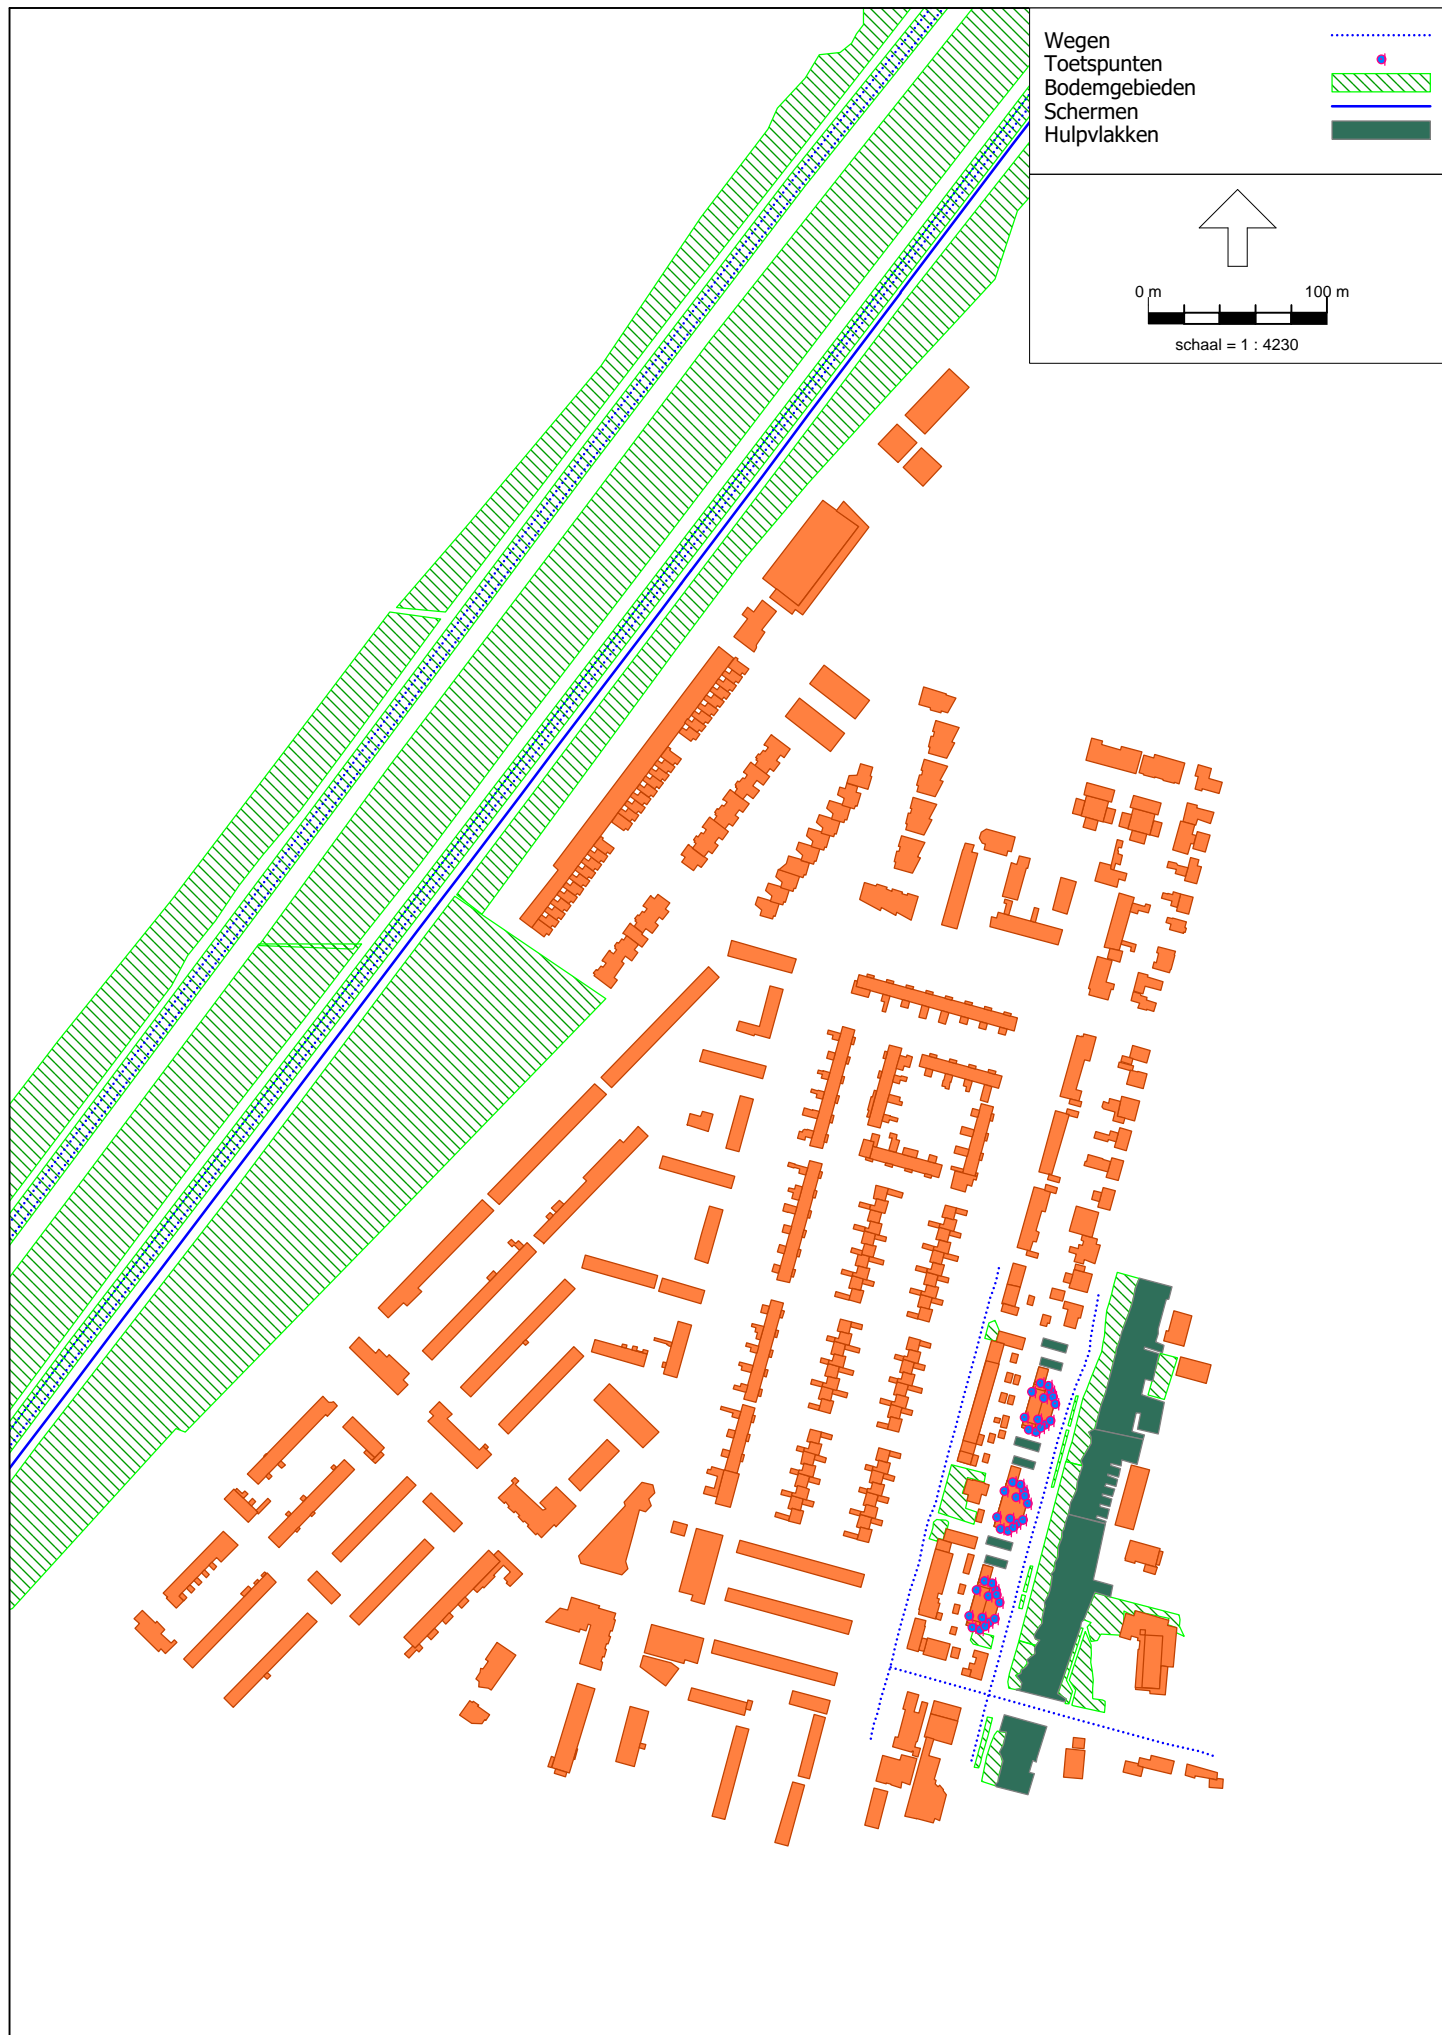 Wegen
Toetspunten
Bodemgebieden
Schermen
Hulpvlakken
0 m 100 m
schaal = 1 : 4230